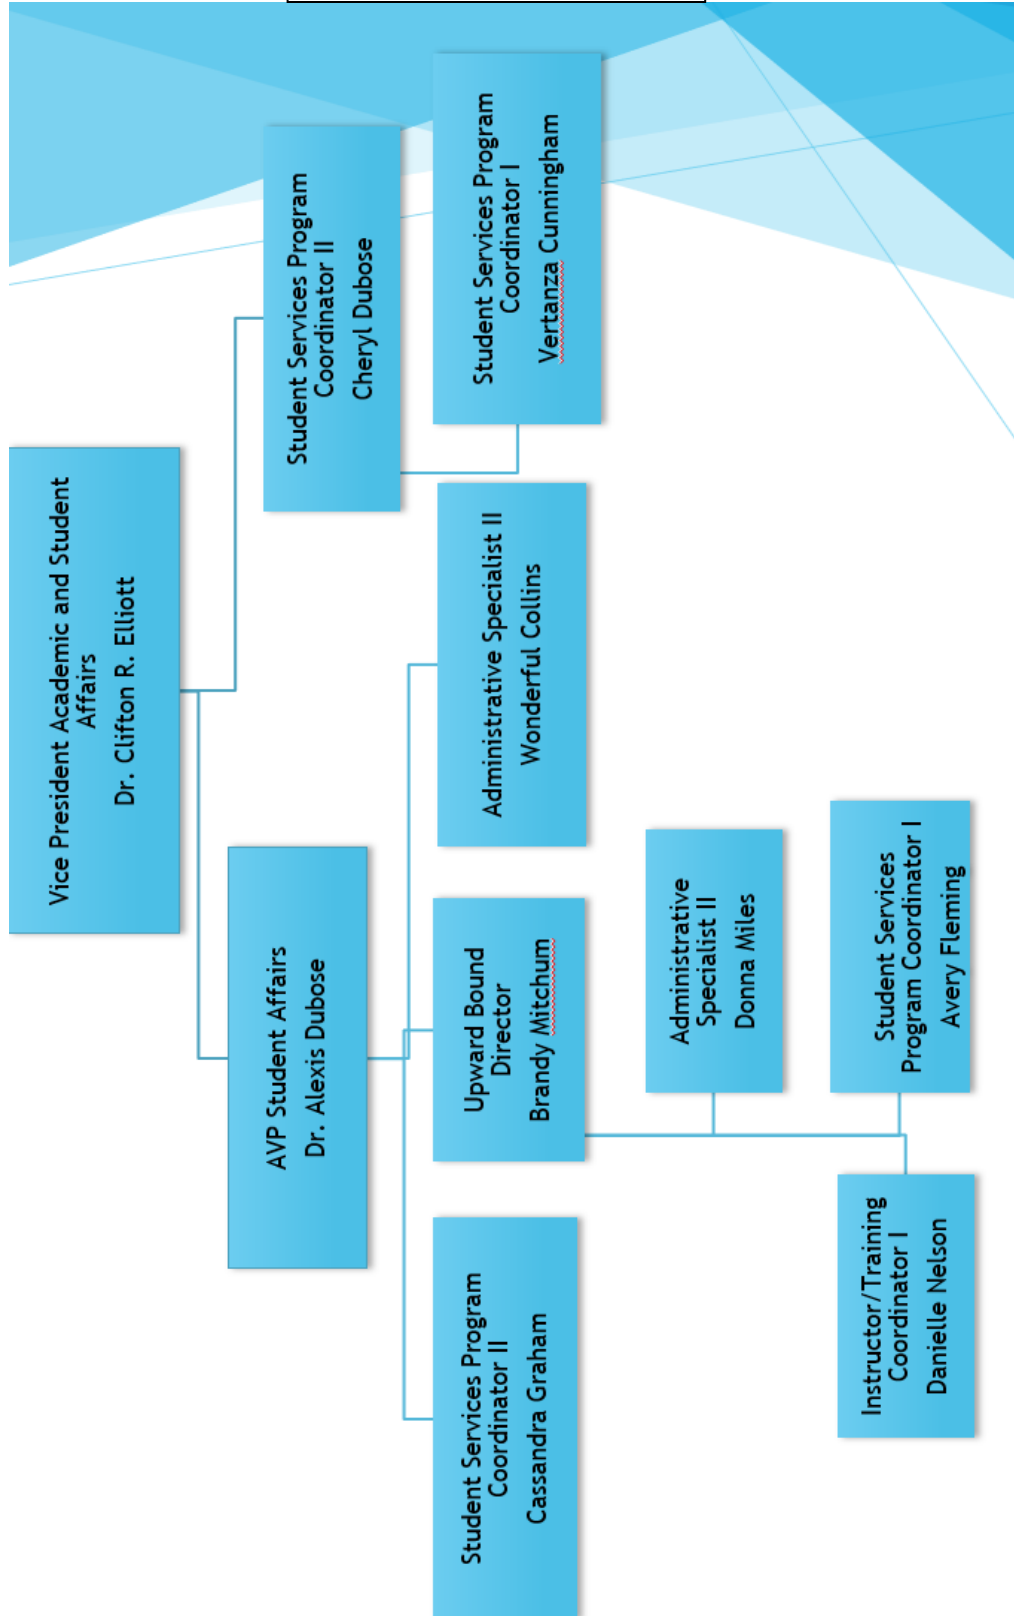 Vice President Academic and Student
Affairs
Dr. Clifton R. Elliott
AVP Student Affairs
Dr. Alexis Dubose
Student Services Program
Coordinator II
Cheryl Dubose
Student Services Program
Coordinator II
Cassandra Graham
Upward Bound
Director
Brandy Mitchum
Administrative Specialist II
Wonderful Collins
Student Services Program
Coordinator I
Vertanza Cunningham
Administrative
Specialist II
Donna Miles
Instructor/Training
Coordinator I
Danielle Nelson
Student Services
Program Coordinator I
Avery Fleming